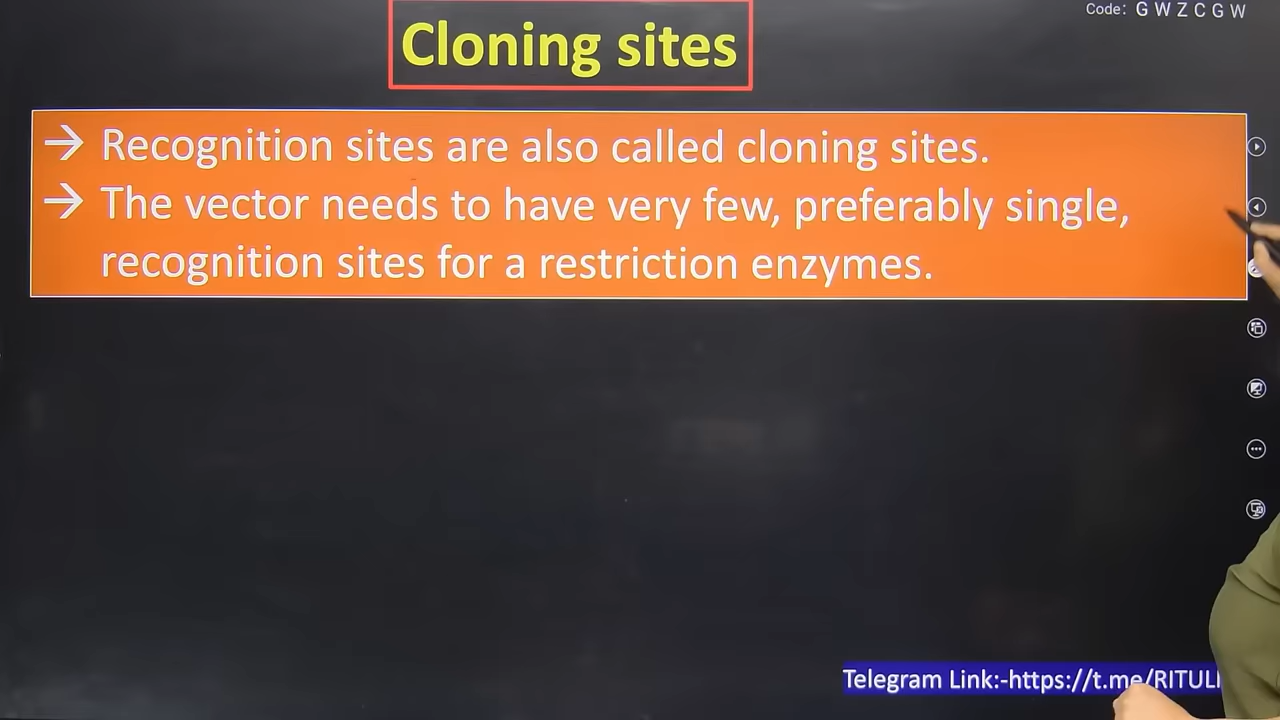 Code: G W Z C G W
Cloning sites
→ Recognition sites are also called cloning sites.
→ The vector needs to have very few, preferably single,
recognition sites for a restriction enzymes.
Telegram Link:-https://t.me/RITULI